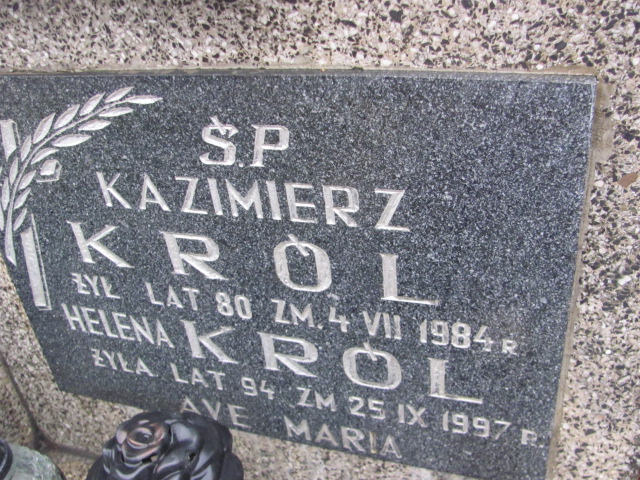 Ś.P
KAZIMIERZ
KRÓL
ŻYŁ LAT 80 ZM. 4 VII 1984 R.
HELENA KRÓL
ŻYŁA LAT 94 ZM 25 IX 1997 R.
AVE MARIA